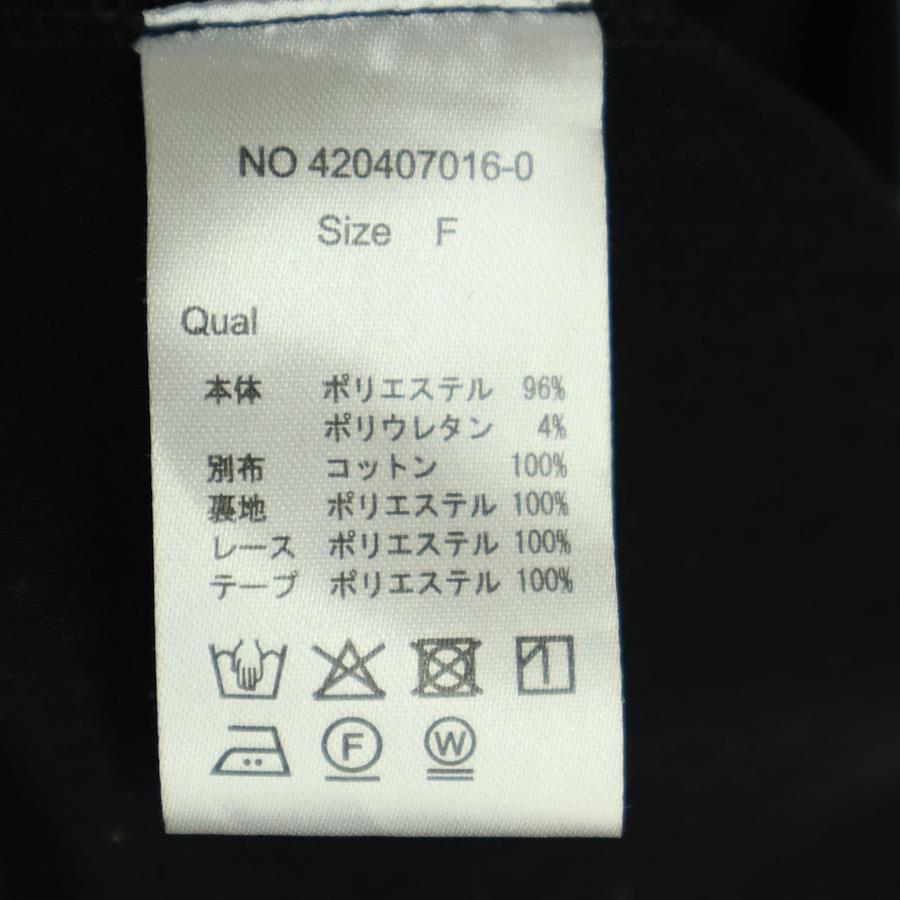 NO 420407016-0
Size F
Qual
本体 ポリエステル 96%
ポリウレタン 4%
別布 コットン 100%
裏地 ポリエステル 100%
レース ポリエステル 100%
テープ ポリエステル 100%
F W